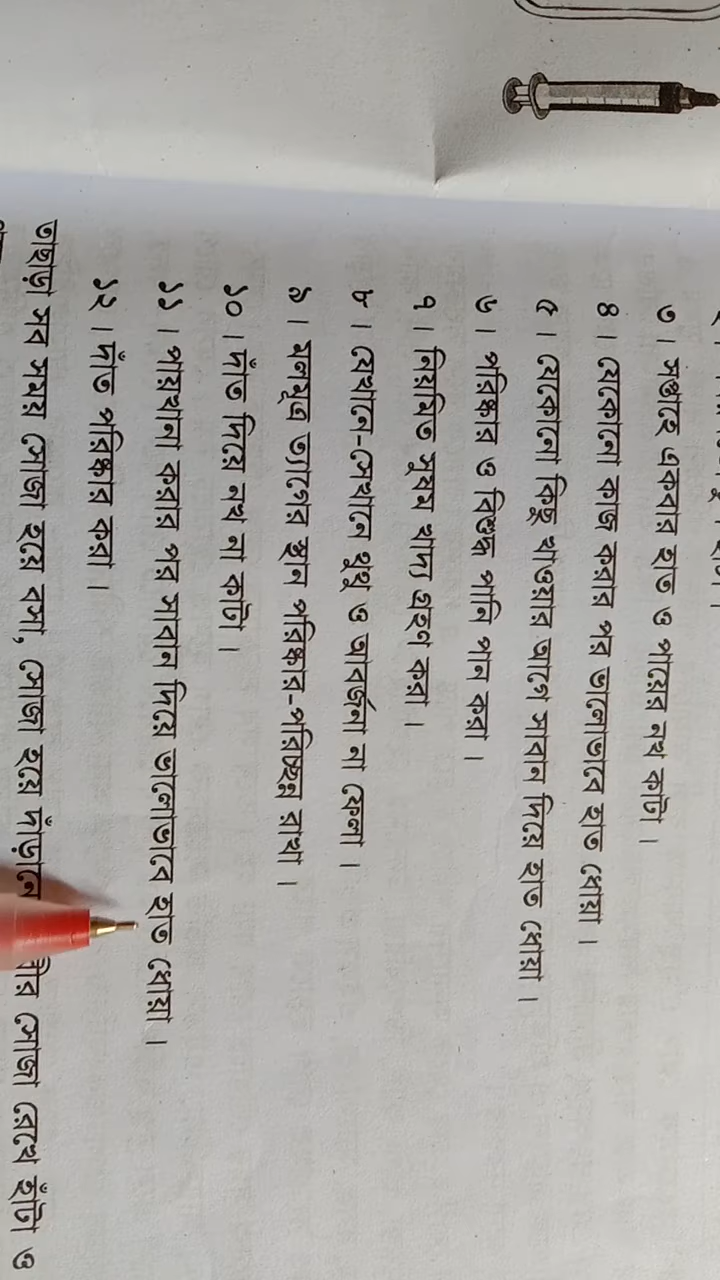 ৩। সপ্তাহে একবার হাত ও পায়ের নখ কাটা।
৪। যেকোনো কাজ করার পর ভালোভাবে হাত ধোয়া।
৫। যেকোনো কিছু খাওয়ার আগে সাবান দিয়ে হাত ধোয়া।
৬। পরিষ্কার ও বিশুদ্ধ পানি পান করা।
৭। নিয়মিত সুষম খাদ্য গ্রহণ করা।
৮। যেখানে-সেখানে থুথু ও আবর্জনা না ফেলা।
৯। মলমূত্র ত্যাগের স্থান পরিষ্কার-পরিচ্ছন্ন রাখা।
১০। দাঁত দিয়ে নখ না কাটা।
১১। পায়খানা করার পর সাবান দিয়ে ভালোভাবে হাত ধোয়া।
১২। দাঁত পরিষ্কার করা।
তাছাড়া সব সময় সোজা হয়ে বসা, সোজা হয়ে দাঁড়ানো সোজা রেখে হাঁটা ও